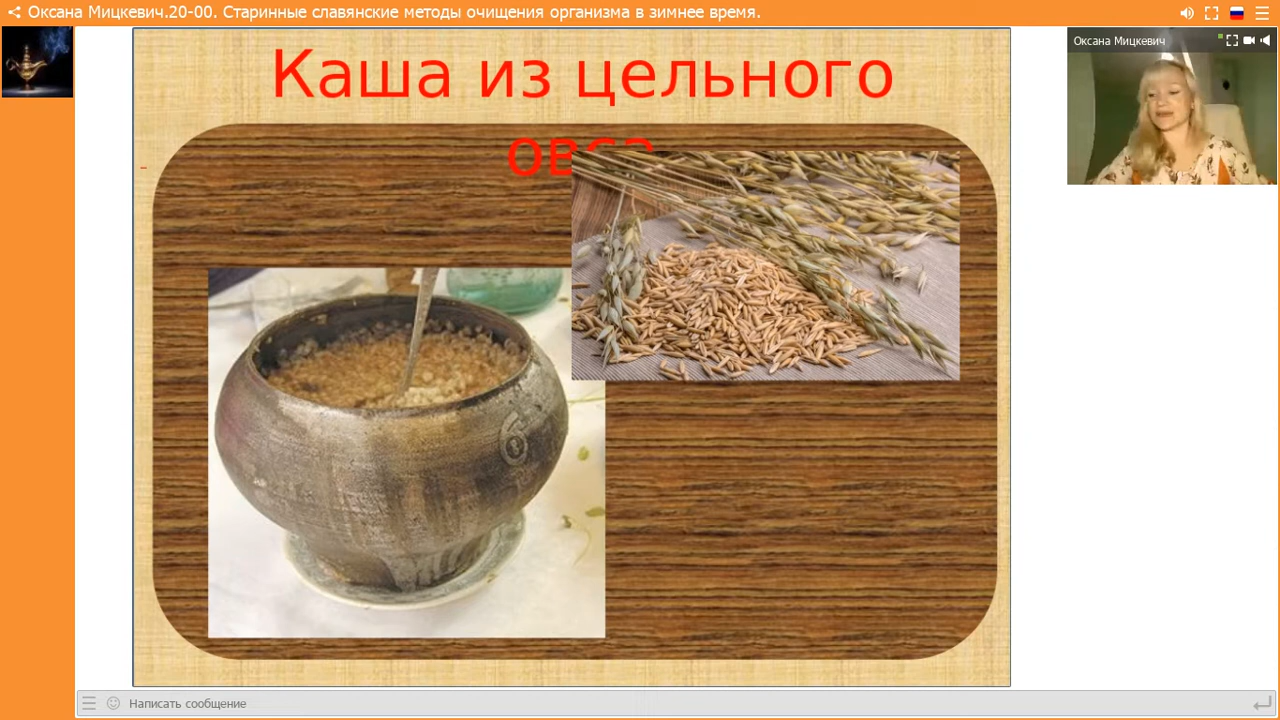 Оксана Мицкевич.20-00. Старинные славянские методы очищения организма в зимнее время.
Оксана Мицкевич
Каша из цельного
овса
6
Написать сообщение